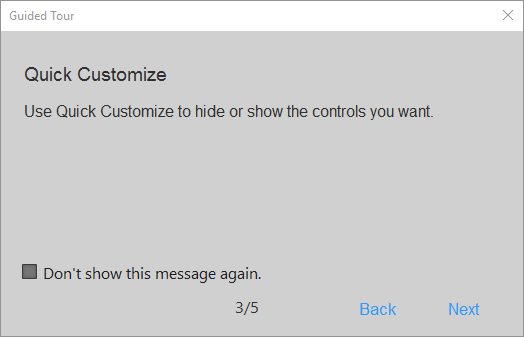 Guided Tour
Quick Customize
Use Quick Customize to hide or show the controls you want.
Don't show this message again.
3/5 Back Next